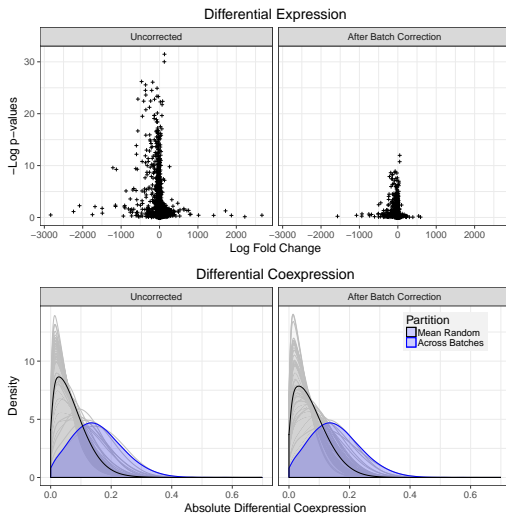 Differential Expression
Uncorrected
After Batch Correction
−Log p−values
30
20
10
0
−3000 −2000 −1000 0 1000 2000
−3000 −2000 −1000 0 1000 2000
Log Fold Change
Differential Coexpression
Uncorrected
After Batch Correction
Partition
Mean Random
Across Batches
Density
10
5
0
0.0 0.2 0.4 0.6
0.0 0.2 0.4 0.6
Absolute Differential Coexpression